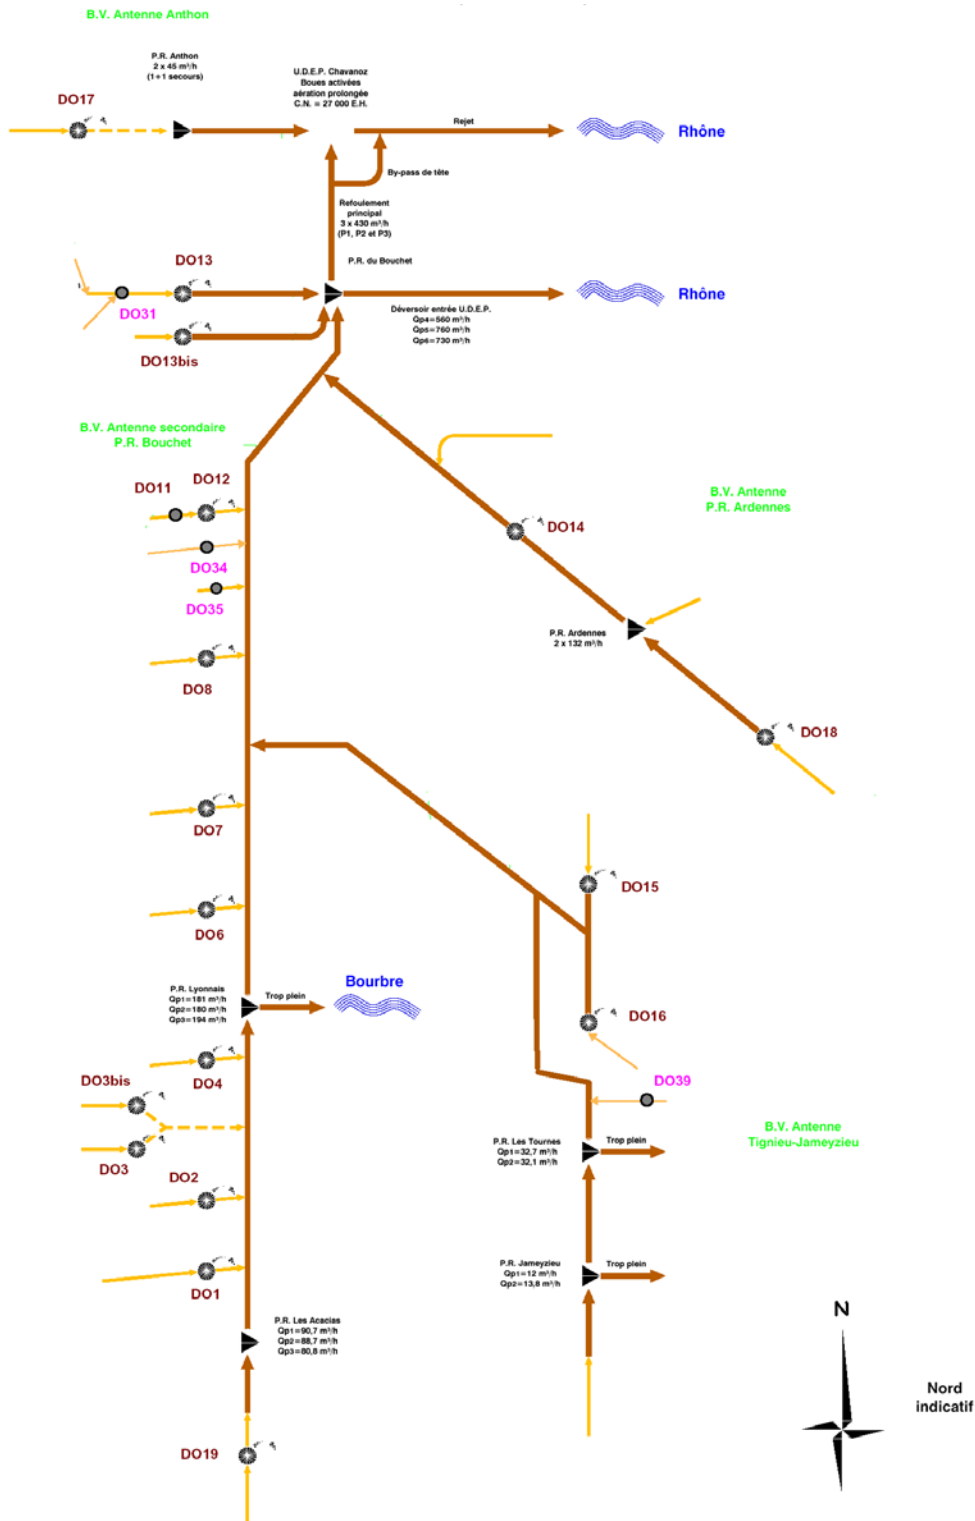 B.V. Antenne Anthon
P.R. Anthon
2 x 45 m³/h
(1+1 secours)
U.D.E.P. Chavanoz
Boues activées
aération prolongée
C.N. = 27 000 E.H.
DO17
Rejet
Rhône
By-pass de tête
Refoulement
principal
3 x 430 m³/h
(P1, P2 et P3)
P.R. du Bouchet
DO13
DO31
Rhône
Déversoir entrée U.D.E.P.
Qp4=560 m³/h
Qp5=760 m³/h
Qp6=730 m³/h
DO13bis
B.V. Antenne secondaire
P.R. Bouchet
DO12
DO11
B.V. Antenne
P.R. Ardennes
DO14
DO34
DO35
P.R. Ardennes
2 x 132 m³/h
DO8
DO18
DO7
DO15
DO6
P.R. Lyonnais
Qp1=181 m³/h
Qp2=180 m³/h
Qp3=194 m³/h
Trop plein
Bourbre
DO16
DO4
DO3bis
DO39
B.V. Antenne
Tignieu-Jameyzieu
P.R. Les Tournes
Qp1=32,7 m³/h
Qp2=32,1 m³/h
Trop plein
DO3
DO2
P.R. Jameyzieu
Qp1=12 m³/h
Qp2=13,8 m³/h
Trop plein
DO1
P.R. Les Acacias
Qp1=90,7 m³/h
Qp2=88,7 m³/h
Qp3=80,8 m³/h
N
Nord
indicatif
DO19